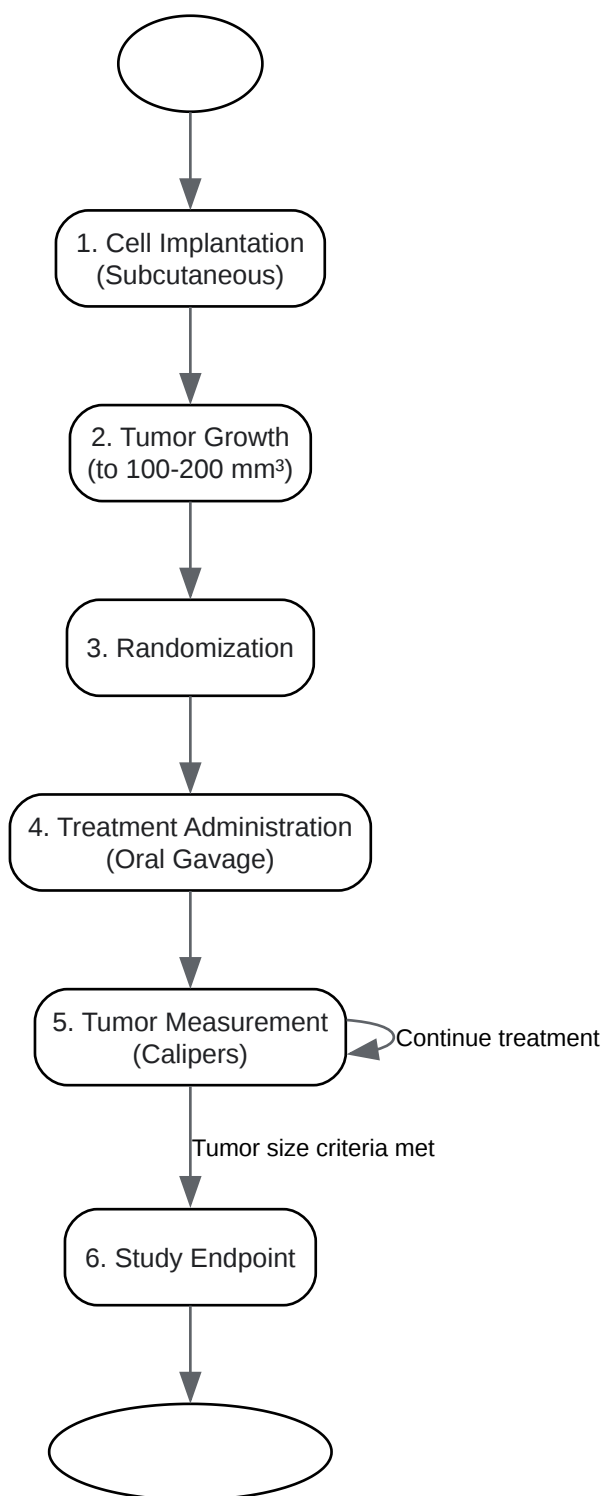 1. Cell Implantation
(Subcutaneous)
2. Tumor Growth
(to 100-200 mm³)
3. Randomization
4. Treatment Administration
(Oral Gavage)
5. Tumor Measurement
(Calipers)
Continue treatment
Tumor size criteria met
6. Study Endpoint